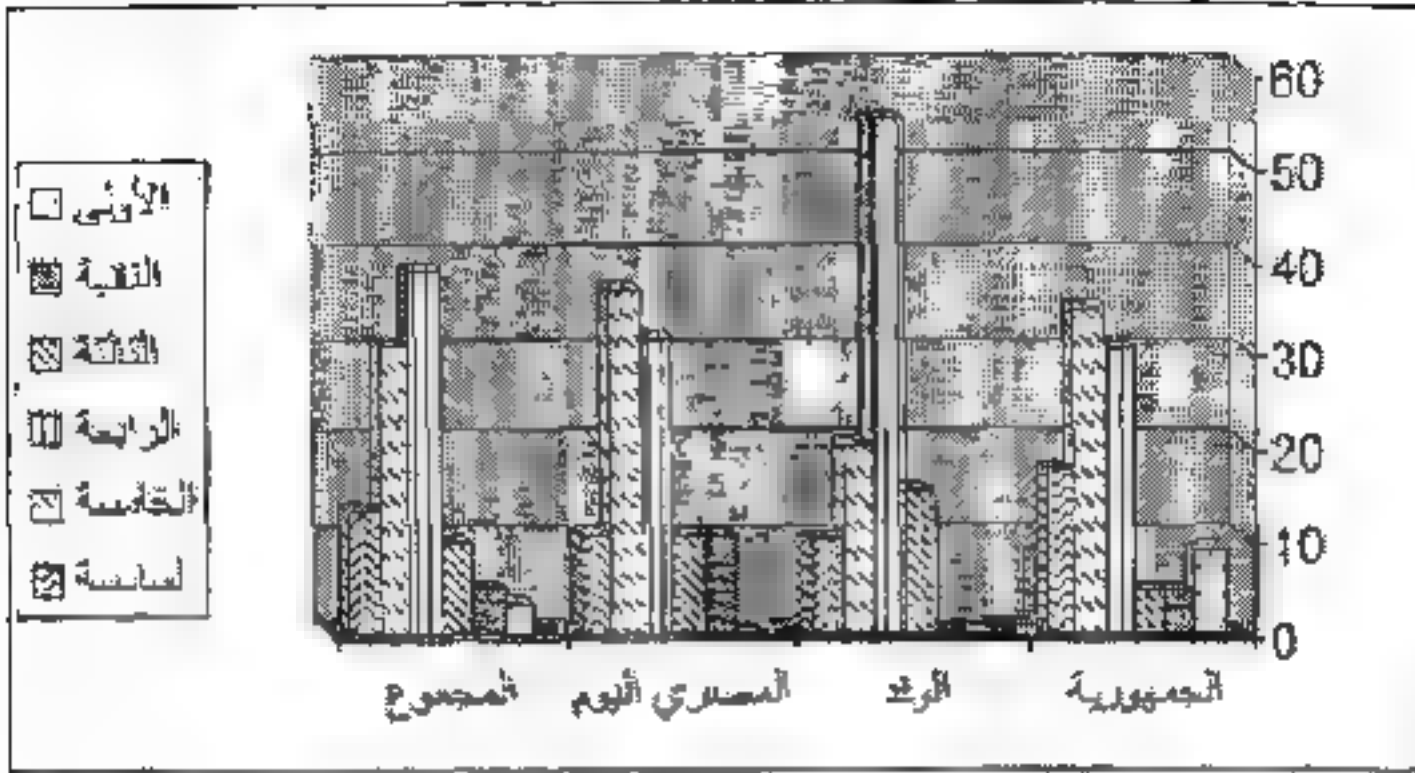 الأولى
الثانية
الثالثة
الرابعة
الخامسة
السادسة
60
50
40
30
20
10
0
الجمهورية
الوفد
المصري اليوم
المجموع